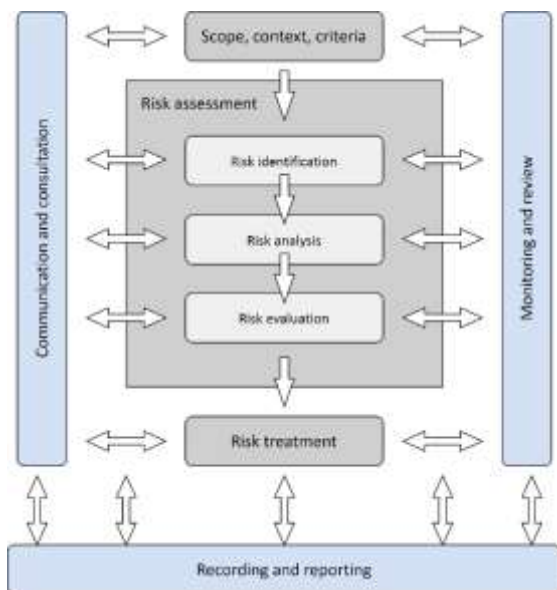 Scope, context, criteria
Risk assessment
Risk identification
Risk analysis
Risk evaluation
Risk treatment
Communication and consultation
Monitoring and review
Recording and reporting